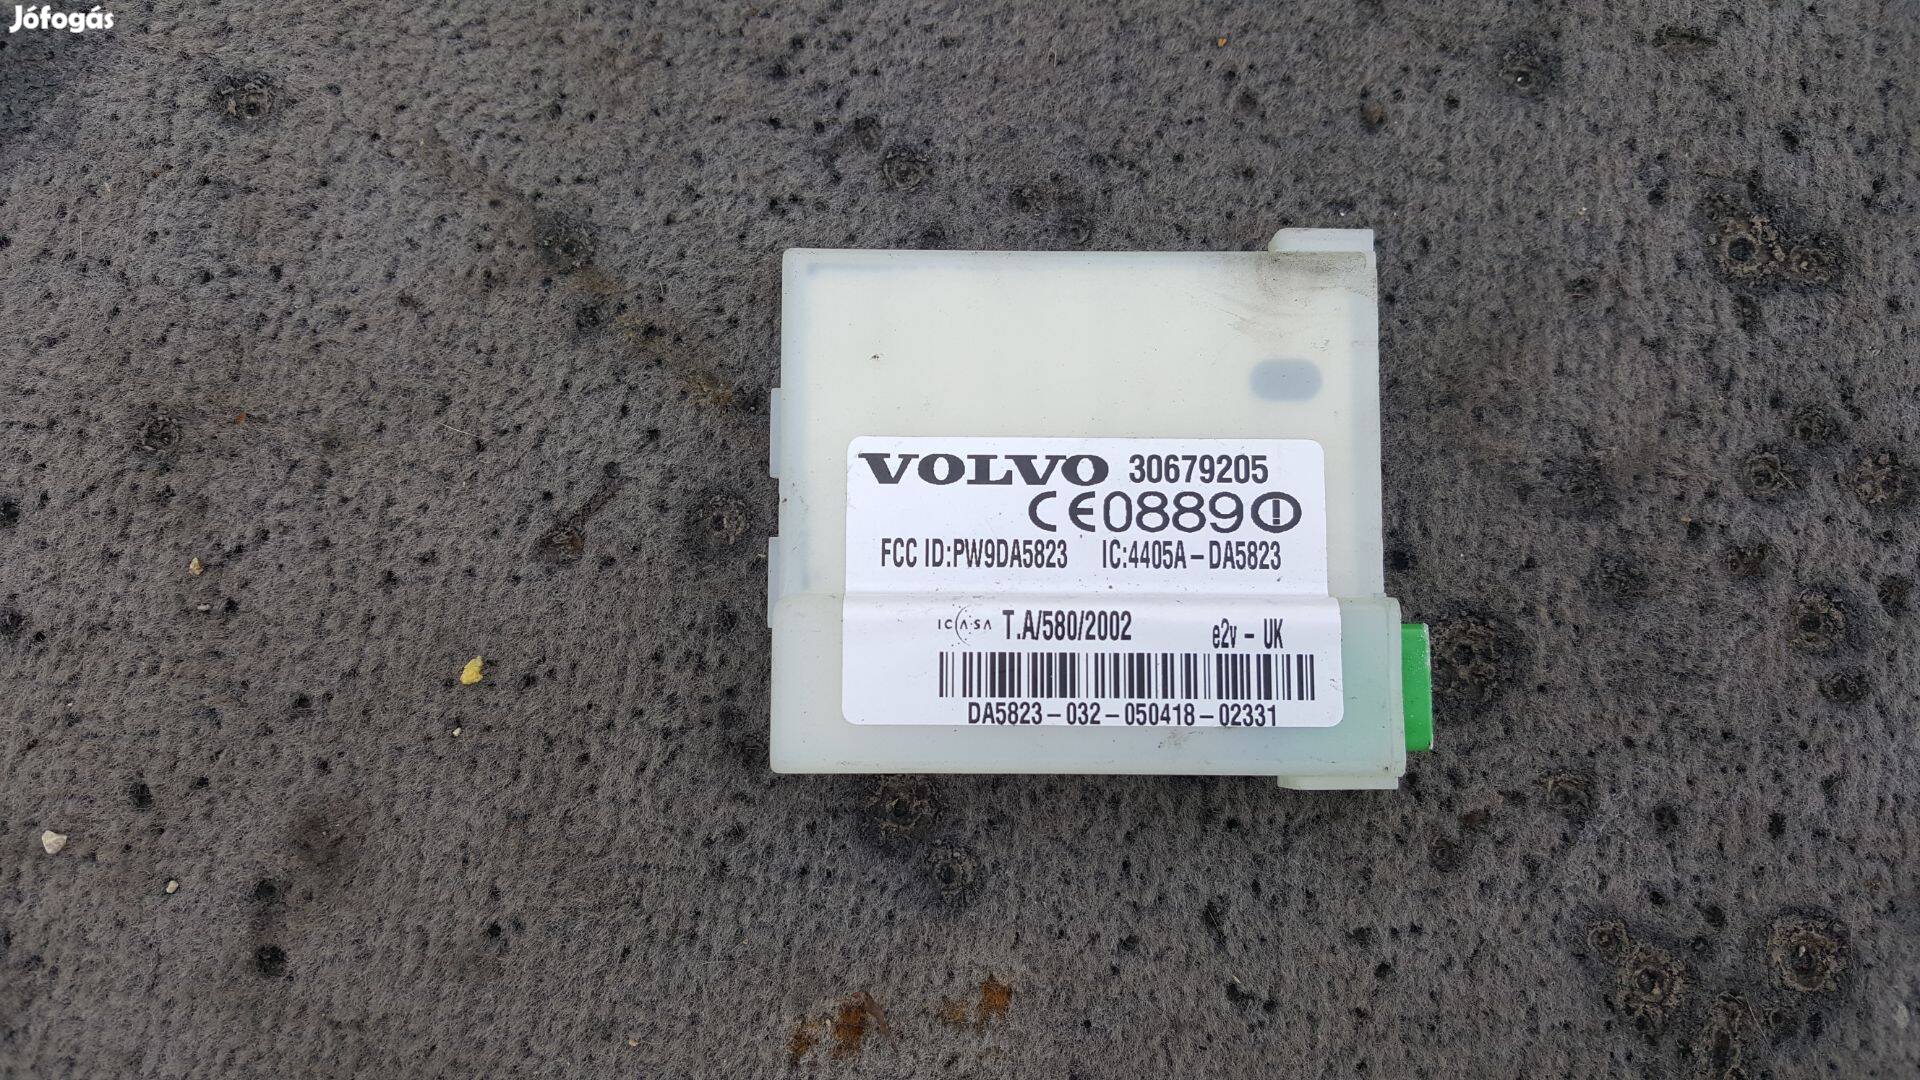 Jófogás
VOLVO 30679205
CE0889
FCC ID:PW9DA5823 IC:4405A-DA5823
ICASA T.A/580/2002 e2v - UK
DA5823-032-050418-02331